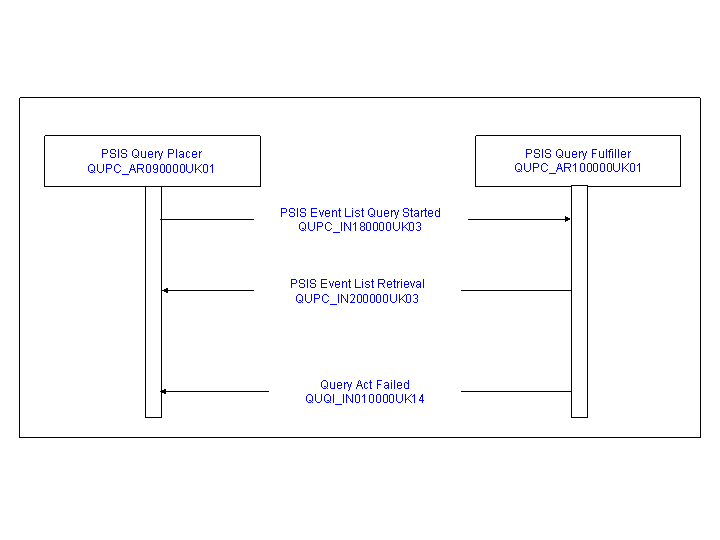 PSIS Query Placer
QUPC_AR090000UK01
PSIS Query Fulfiller
QUPC_AR100000UK01
PSIS Event List Query Started
QUPC_IN180000UK03
PSIS Event List Retrieval
QUPC_IN200000UK03
Query Act Failed
QUQI_IN010000UK14